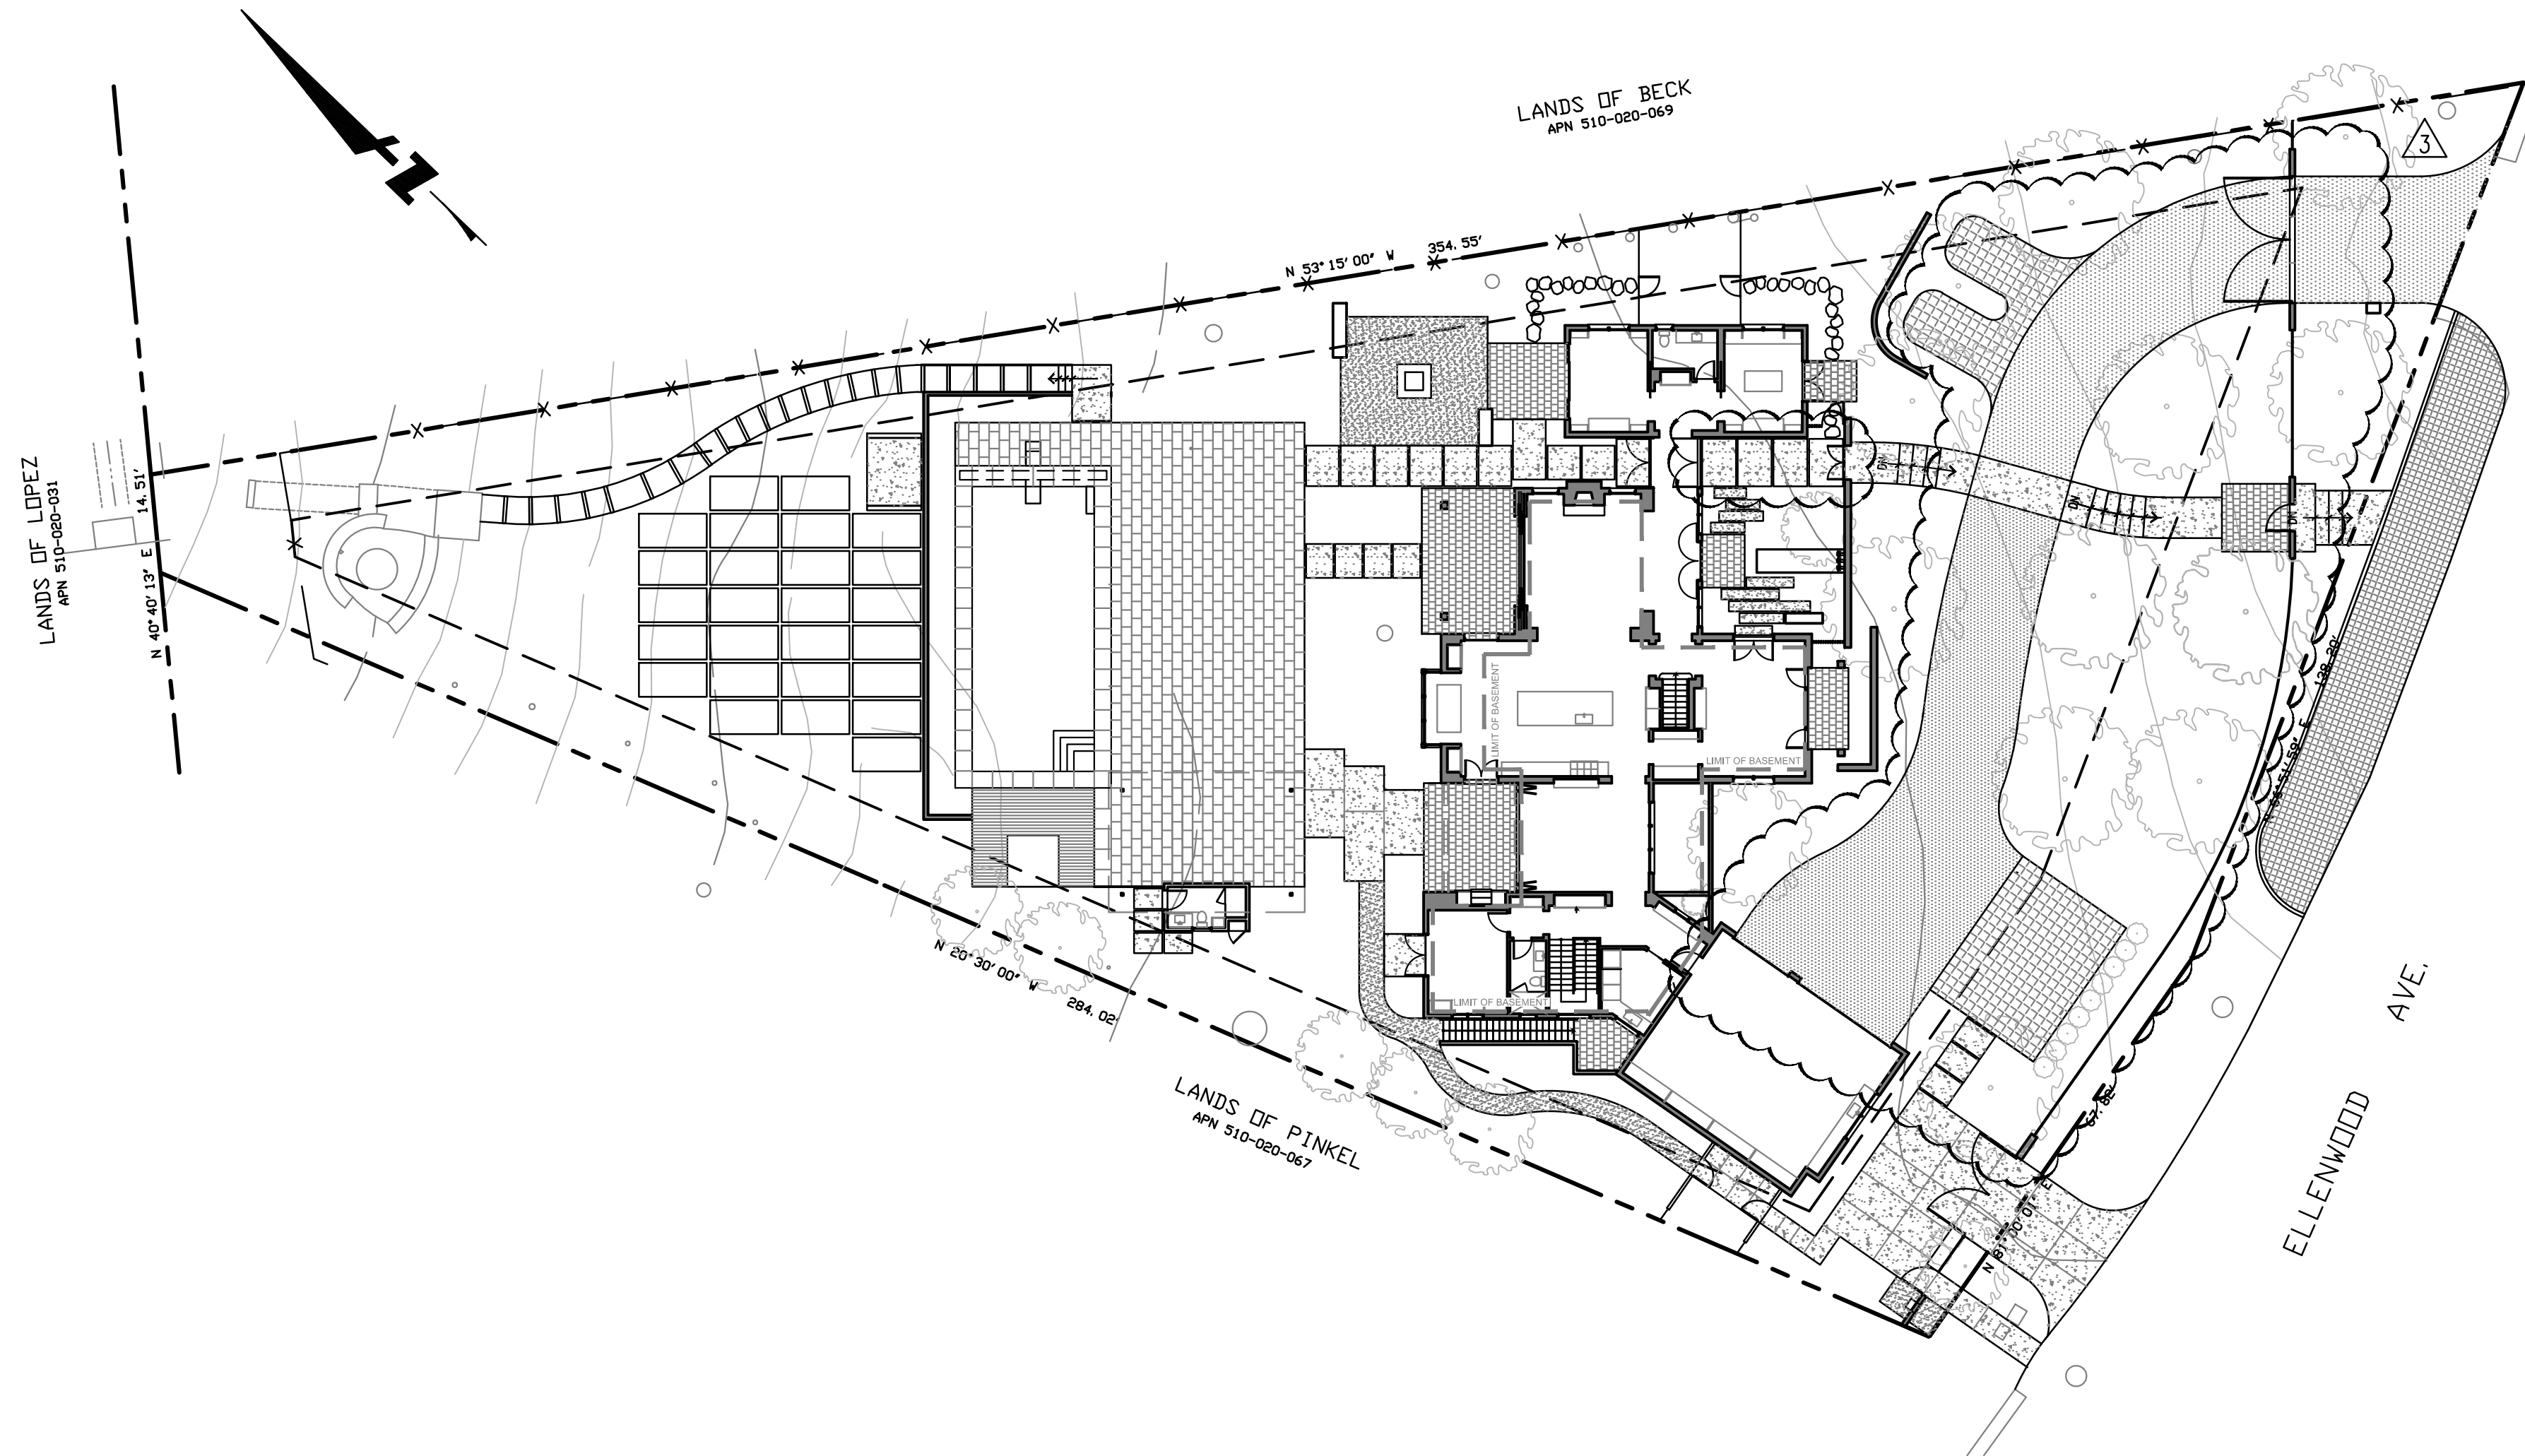 LANDS OF BECK
APN 510-020-069
3
N 53° 15' 00" W 354.55'
LANDS OF LOPEZ
APN 510-020-031
N 40° 40' 13" E 14.51'
Z
DN
DN
DN
LIMIT OF BASEMENT
LIMIT OF BASEMENT
LIMIT OF BASEMENT
138.20'
N 20° 30' 00" W 284.02'
LANDS OF PINKEL
APN 510-020-067
67.82'
ELLENWOOD AVE.